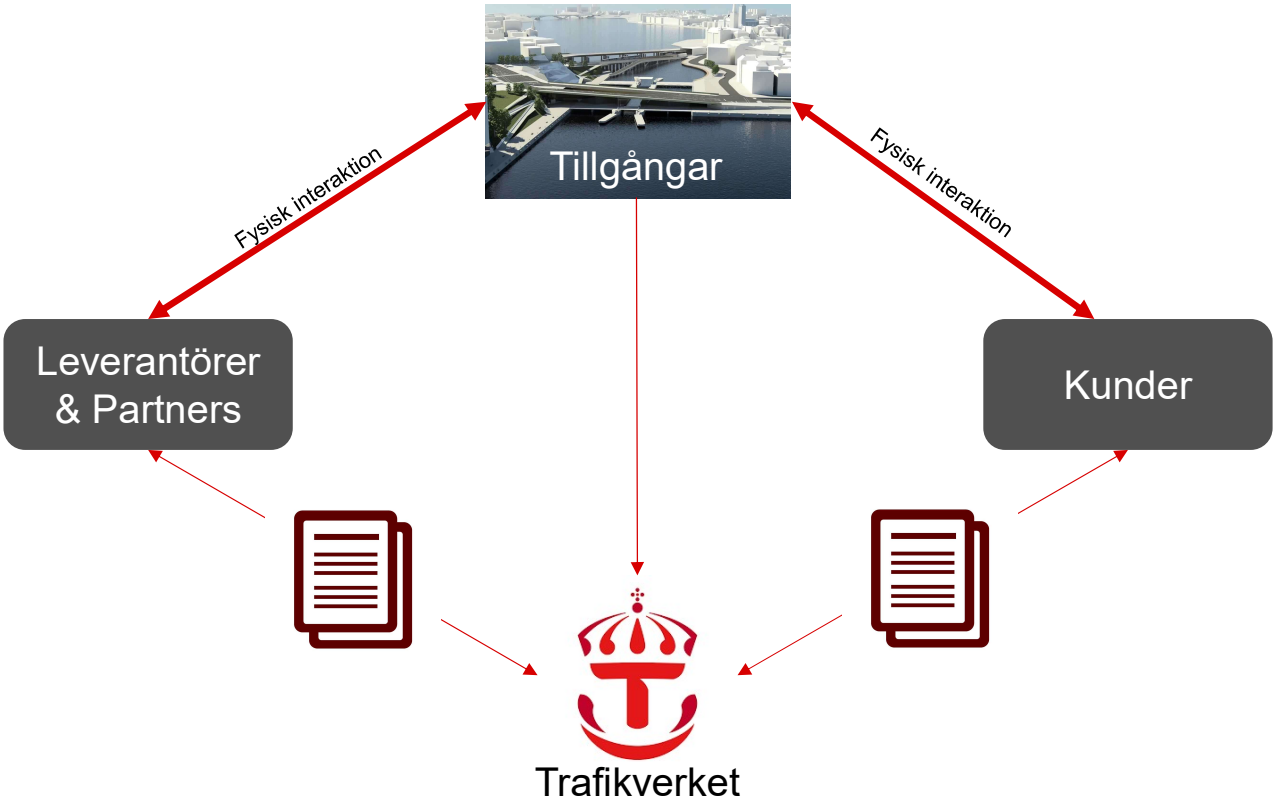 Tillgångar
Fysisk interaktion
Fysisk interaktion
Leverantörer
& Partners
Kunder
Trafikverket